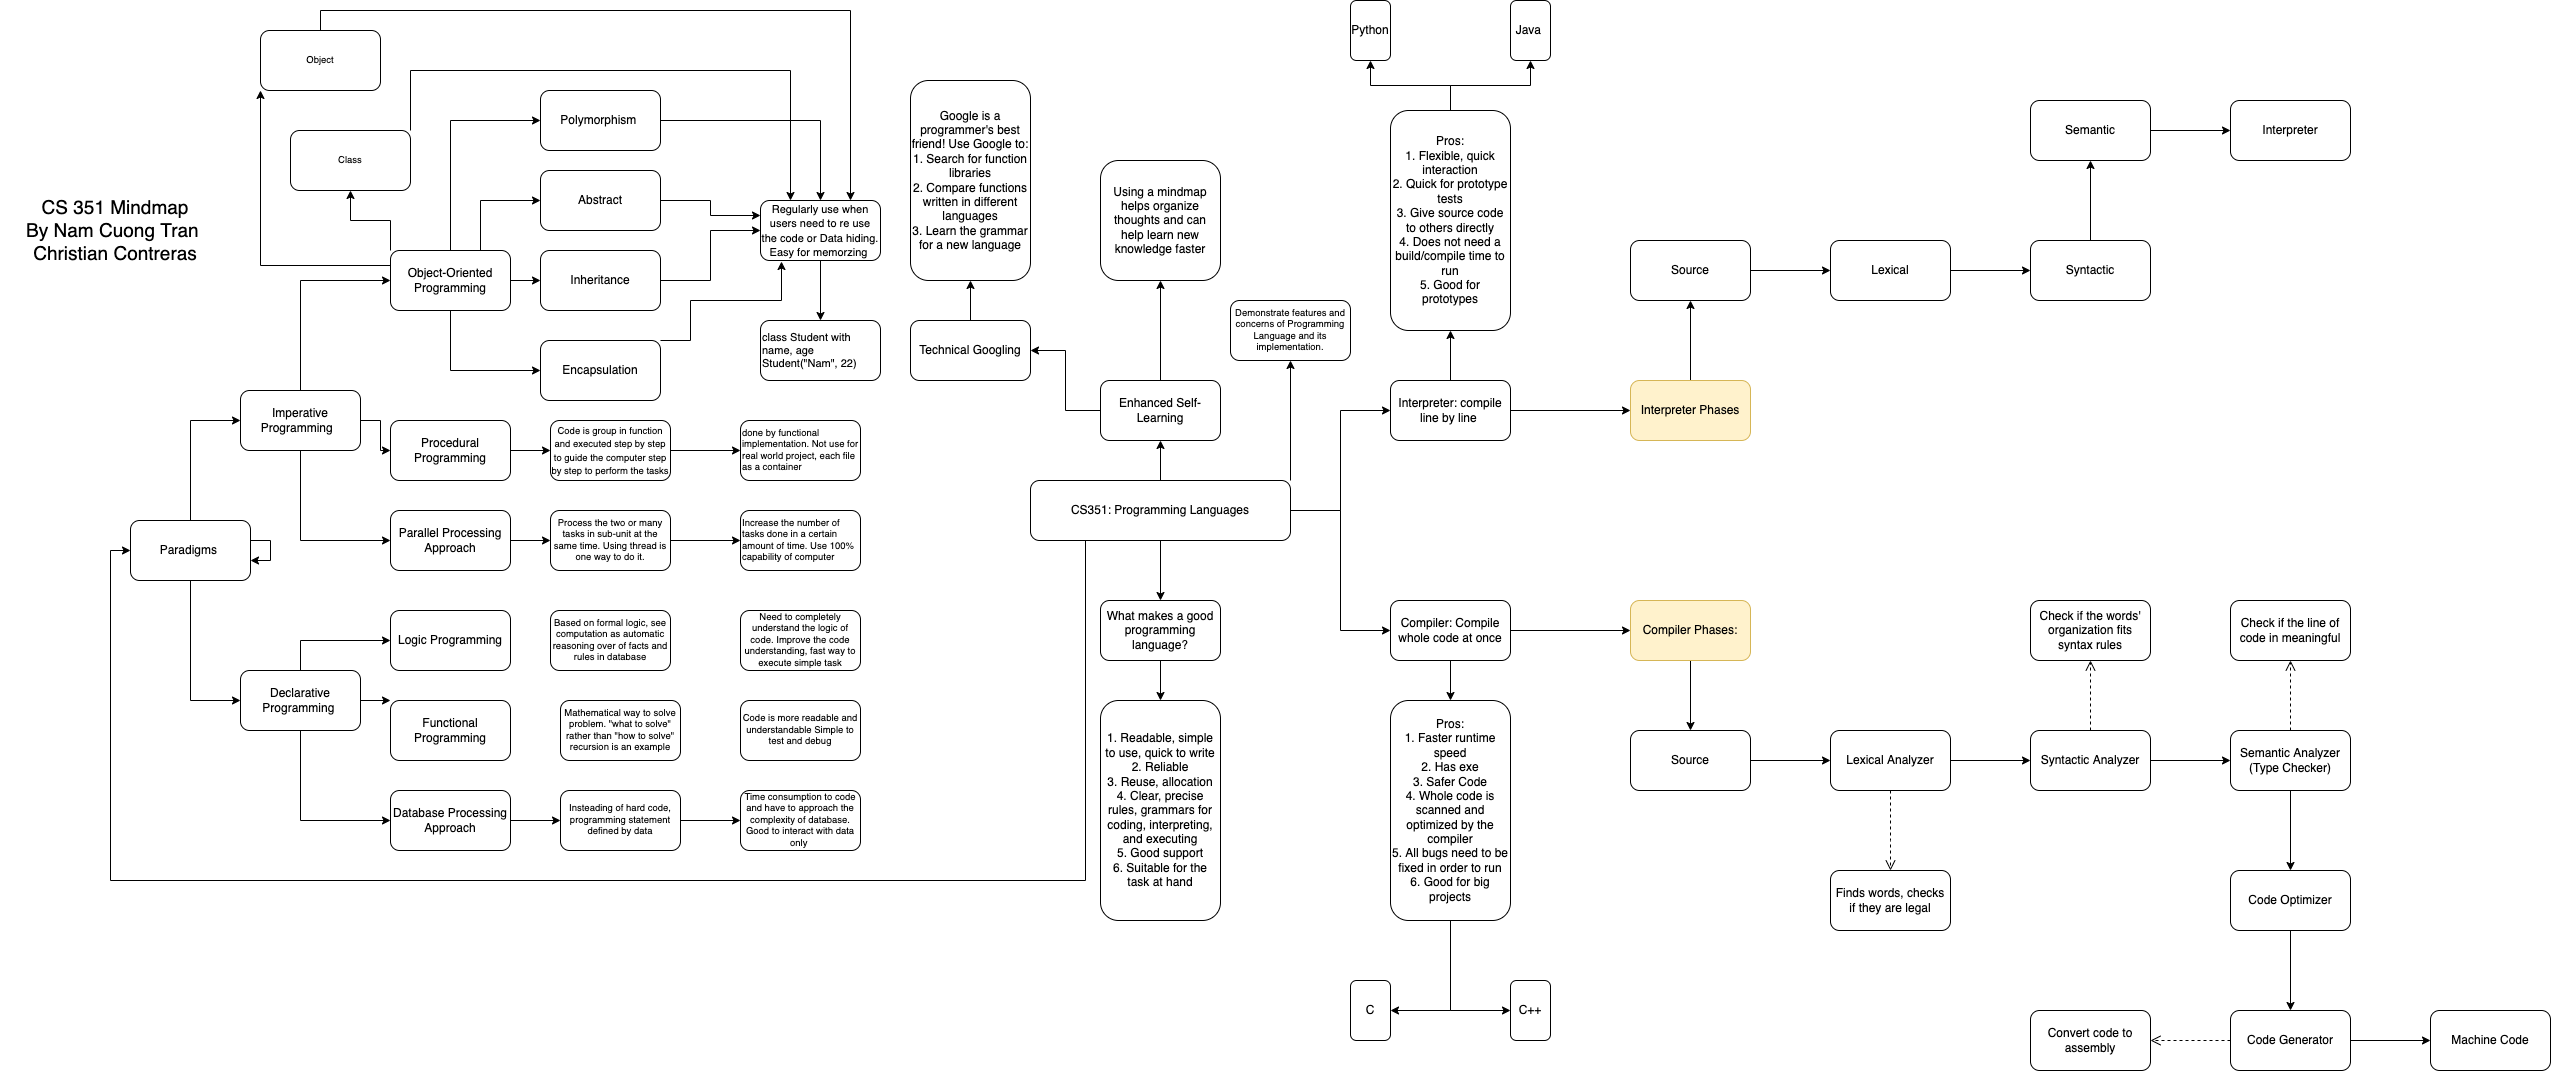 CS 351 Mindmap
By Nam Cuong Tran
Christian Contreras
Object
Class
Polymorphism
Abstract
Object-Oriented
Programming
Inheritance
Encapsulation
Regularly use when
users need to re use
the code or Data hiding.
Easy for memorzing
class Student with
name, age
Student("Nam", 22)
Imperative
Programming
Procedural
Programming
Code is group in function
and executed step by step
to guide the computer step
by step to perform the tasks
done by functional
implementation. Not use for
real world project, each file
as a container
Paradigms
Parallel Processing
Approach
Process the two or many
tasks in sub-unit at the
same time. Using thread is
one way to do it.
Increase the number of
tasks done in a certain
amount of time. Use 100%
capability of computer
Declarative
Programming
Logic Programming
Based on formal logic, see
computation as automatic
reasoning over of facts and
rules in database
Need to completely
understand the logic of
code. Improve the code
understanding, fast way to
execute simple task
Functional
Programming
Mathematical way to solve
problem. "what to solve"
rather than "how to solve"
recursion is an example
Code is more readable and
understandable Simple to
test and debug
Database Processing
Approach
Insteading of hard code,
programming statement
defined by data
Time consumption to code
and have to approach the
complexity of database.
Good to interact with data
only
Google is a
programmer's best
friend! Use Google to:
1. Search for function
libraries
2. Compare functions
written in different
languages
3. Learn the grammar
for a new language
Technical Googling
Using a mindmap
helps organize
thoughts and can
help learn new
knowledge faster
Enhanced Self-
Learning
Demonstrate features and
concerns of Programming
Language and its
implementation.
CS351: Programming Languages
What makes a good
programming
language?
1. Readable, simple
to use, quick to write
2. Reliable
3. Reuse, allocation
4. Clear, precise
rules, grammars for
coding, interpreting,
and executing
5. Good support
6. Suitable for the
task at hand
Python
Java
Pros:
1. Flexible, quick
interaction
2. Quick for prototype
tests
3. Give source code
to others directly
4. Does not need a
build/compile time to
run
5. Good for
prototypes
Interpreter: compile
line by line
Interpreter Phases
Source
Lexical
Syntactic
Semantic
Interpreter
Compiler: Compile
whole code at once
Compiler Phases:
Pros:
1. Faster runtime
speed
2. Has exe
3. Safer Code
4. Whole code is
scanned and
optimized by the
compiler
5. All bugs need to be
fixed in order to run
6. Good for big
projects
C
C++
Source
Lexical Analyzer
Finds words, checks
if they are legal
Syntactic Analyzer
Check if the words'
organization fits
syntax rules
Semantic Analyzer
(Type Checker)
Check if the line of
code in meaningful
Code Optimizer
Code Generator
Convert code to
assembly
Machine Code